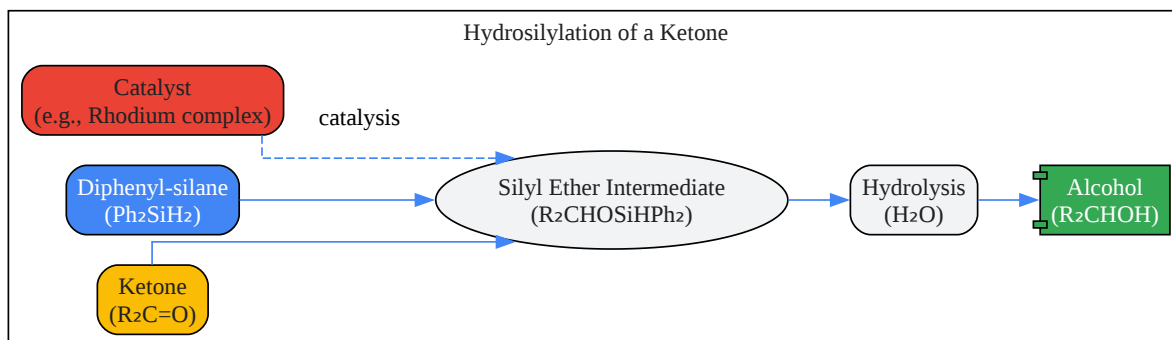 Hydrosilylation of a Ketone
Catalyst
(e.g., Rhodium complex)
catalysis
Diphenyl-silane
(Ph₂SiH₂)
Silyl Ether Intermediate
(R₂CHOSiHPh₂)
Hydrolysis
(H₂O)
Alcohol
(R₂CHOH)
Ketone
(R₂C=O)